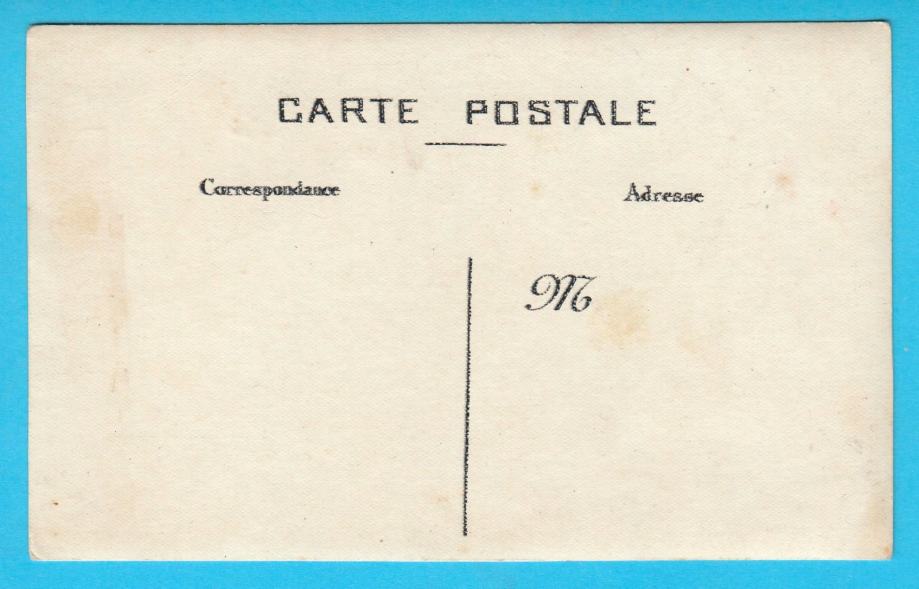 CARTE POSTALE
Correspondance
Adresse
M